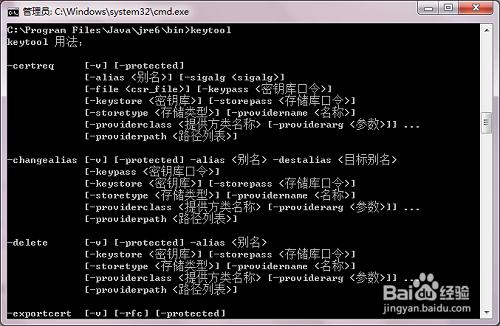 管理员: C:\Windows\system32\cmd.exe
C:\Program Files\Java\jre6\bin>keytool
keytool 用法:
-certreq [-v] [-protected]
[-alias <别名>] [-sigalg <sigalg>]
[-file <csr_file>] [-keypass <密钥库口令>]
[-keystore <密钥库>] [-storepass <存储库口令>]
[-storetype <存储类型>] [-providername <名称>]
[-providerclass <提供方类名称> [-providerarg <参数>]] ...
[-providerpath <路径列表>]
-changealias [-v] [-protected] -alias <别名> -destalias <目标别名>
[-keypass <密钥库口令>]
[-keystore <密钥库>] [-storepass <存储库口令>]
[-storetype <存储类型>] [-providername <名称>]
[-providerclass <提供方类名称> [-providerarg <参数>]] ...
[-providerpath <路径列表>]
-delete [-v] [-protected] -alias <别名>
[-keystore <密钥库>] [-storepass <存储库口令>]
[-storetype <存储类型>] [-providername <名称>]
[-providerclass <提供方类名称> [-providerarg <参数>]] ...
[-providerpath <路径列表>]
-exportcert [-v] [-rfc] [-protected]
Baidu 经验
jingyan.baidu.com